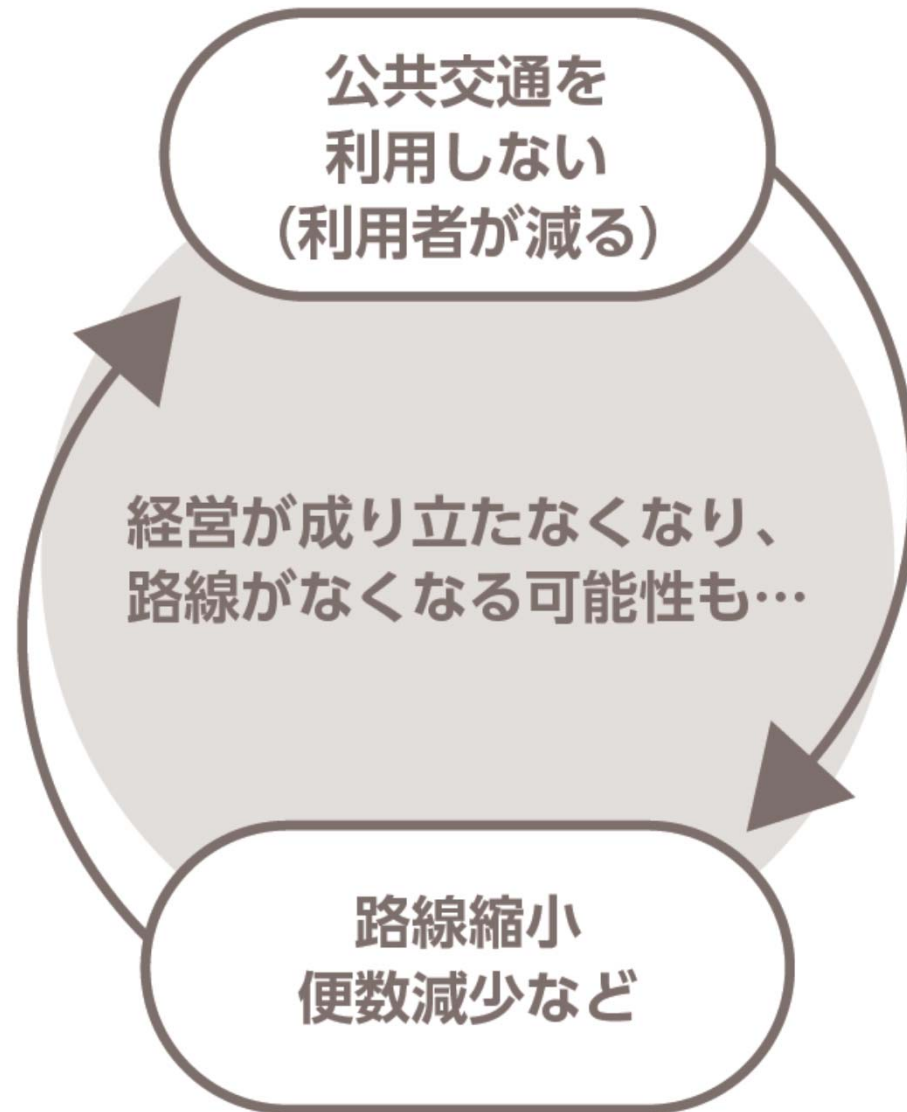 公共交通を
利用しない
（利用者が減る）
経営が成り立たなくなり、
路線がなくなる可能性も…
路線縮小
便数減少など